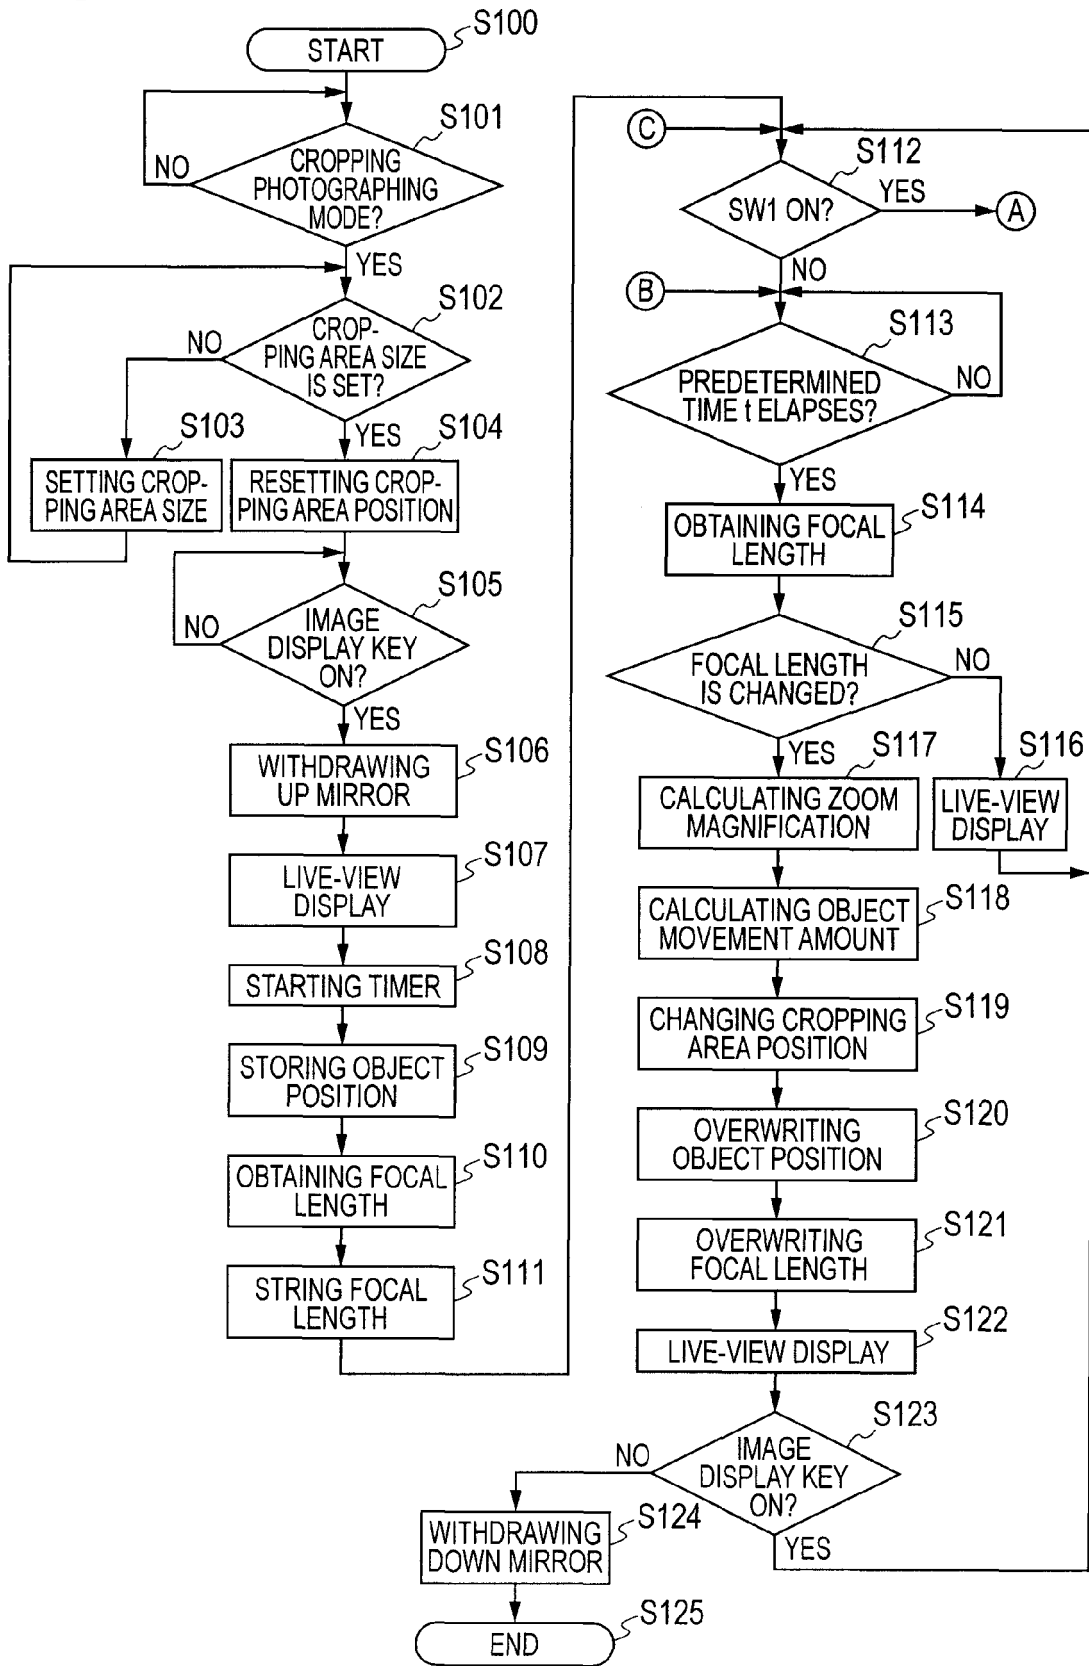 S100
START
S101
CROPPING
PHOTOGRAPHING
MODE?
NO
YES
S102
CROP-
PING AREA SIZE
IS SET?
NO
YES
S103
SETTING CROP-
PING AREA SIZE
S104
RESETTING CROP-
PING AREA POSITION
S105
IMAGE
DISPLAY KEY
ON?
NO
YES
S106
WITHDRAWING
UP MIRROR
S107
LIVE-VIEW
DISPLAY
S108
STARTING TIMER
S109
STORING OBJECT
POSITION
S110
OBTAINING FOCAL
LENGTH
S111
STRING FOCAL
LENGTH
C
S112
SW1 ON?
YES
A
NO
B
S113
PREDETERMINED
TIME t ELAPSES?
NO
YES
S114
OBTAINING FOCAL
LENGTH
S115
FOCAL LENGTH
IS CHANGED?
NO
YES
S116
LIVE-VIEW
DISPLAY
S117
CALCULATING ZOOM
MAGNIFICATION
S118
CALCULATING OBJECT
MOVEMENT AMOUNT
S119
CHANGING CROPPING
AREA POSITION
S120
OVERWRITING
OBJECT POSITION
S121
OVERWRITING
FOCAL LENGTH
S122
LIVE-VIEW DISPLAY
S123
IMAGE
DISPLAY KEY
ON?
NO
YES
S124
WITHDRAWING
DOWN MIRROR
S125
END